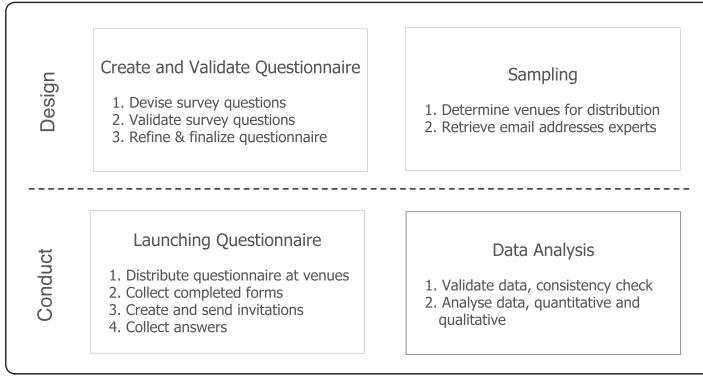 Design
Create and Validate Questionnaire
1. Devise survey questions
2. Validate survey questions
3. Refine & finalize questionnaire
Sampling
1. Determine venues for distribution
2. Retrieve email addresses experts
Conduct
Launching Questionnaire
1. Distribute questionnaire at venues
2. Collect completed forms
3. Create and send invitations
4. Collect answers
Data Analysis
1. Validate data, consistency check
2. Analyse data, quantitative and
qualitative